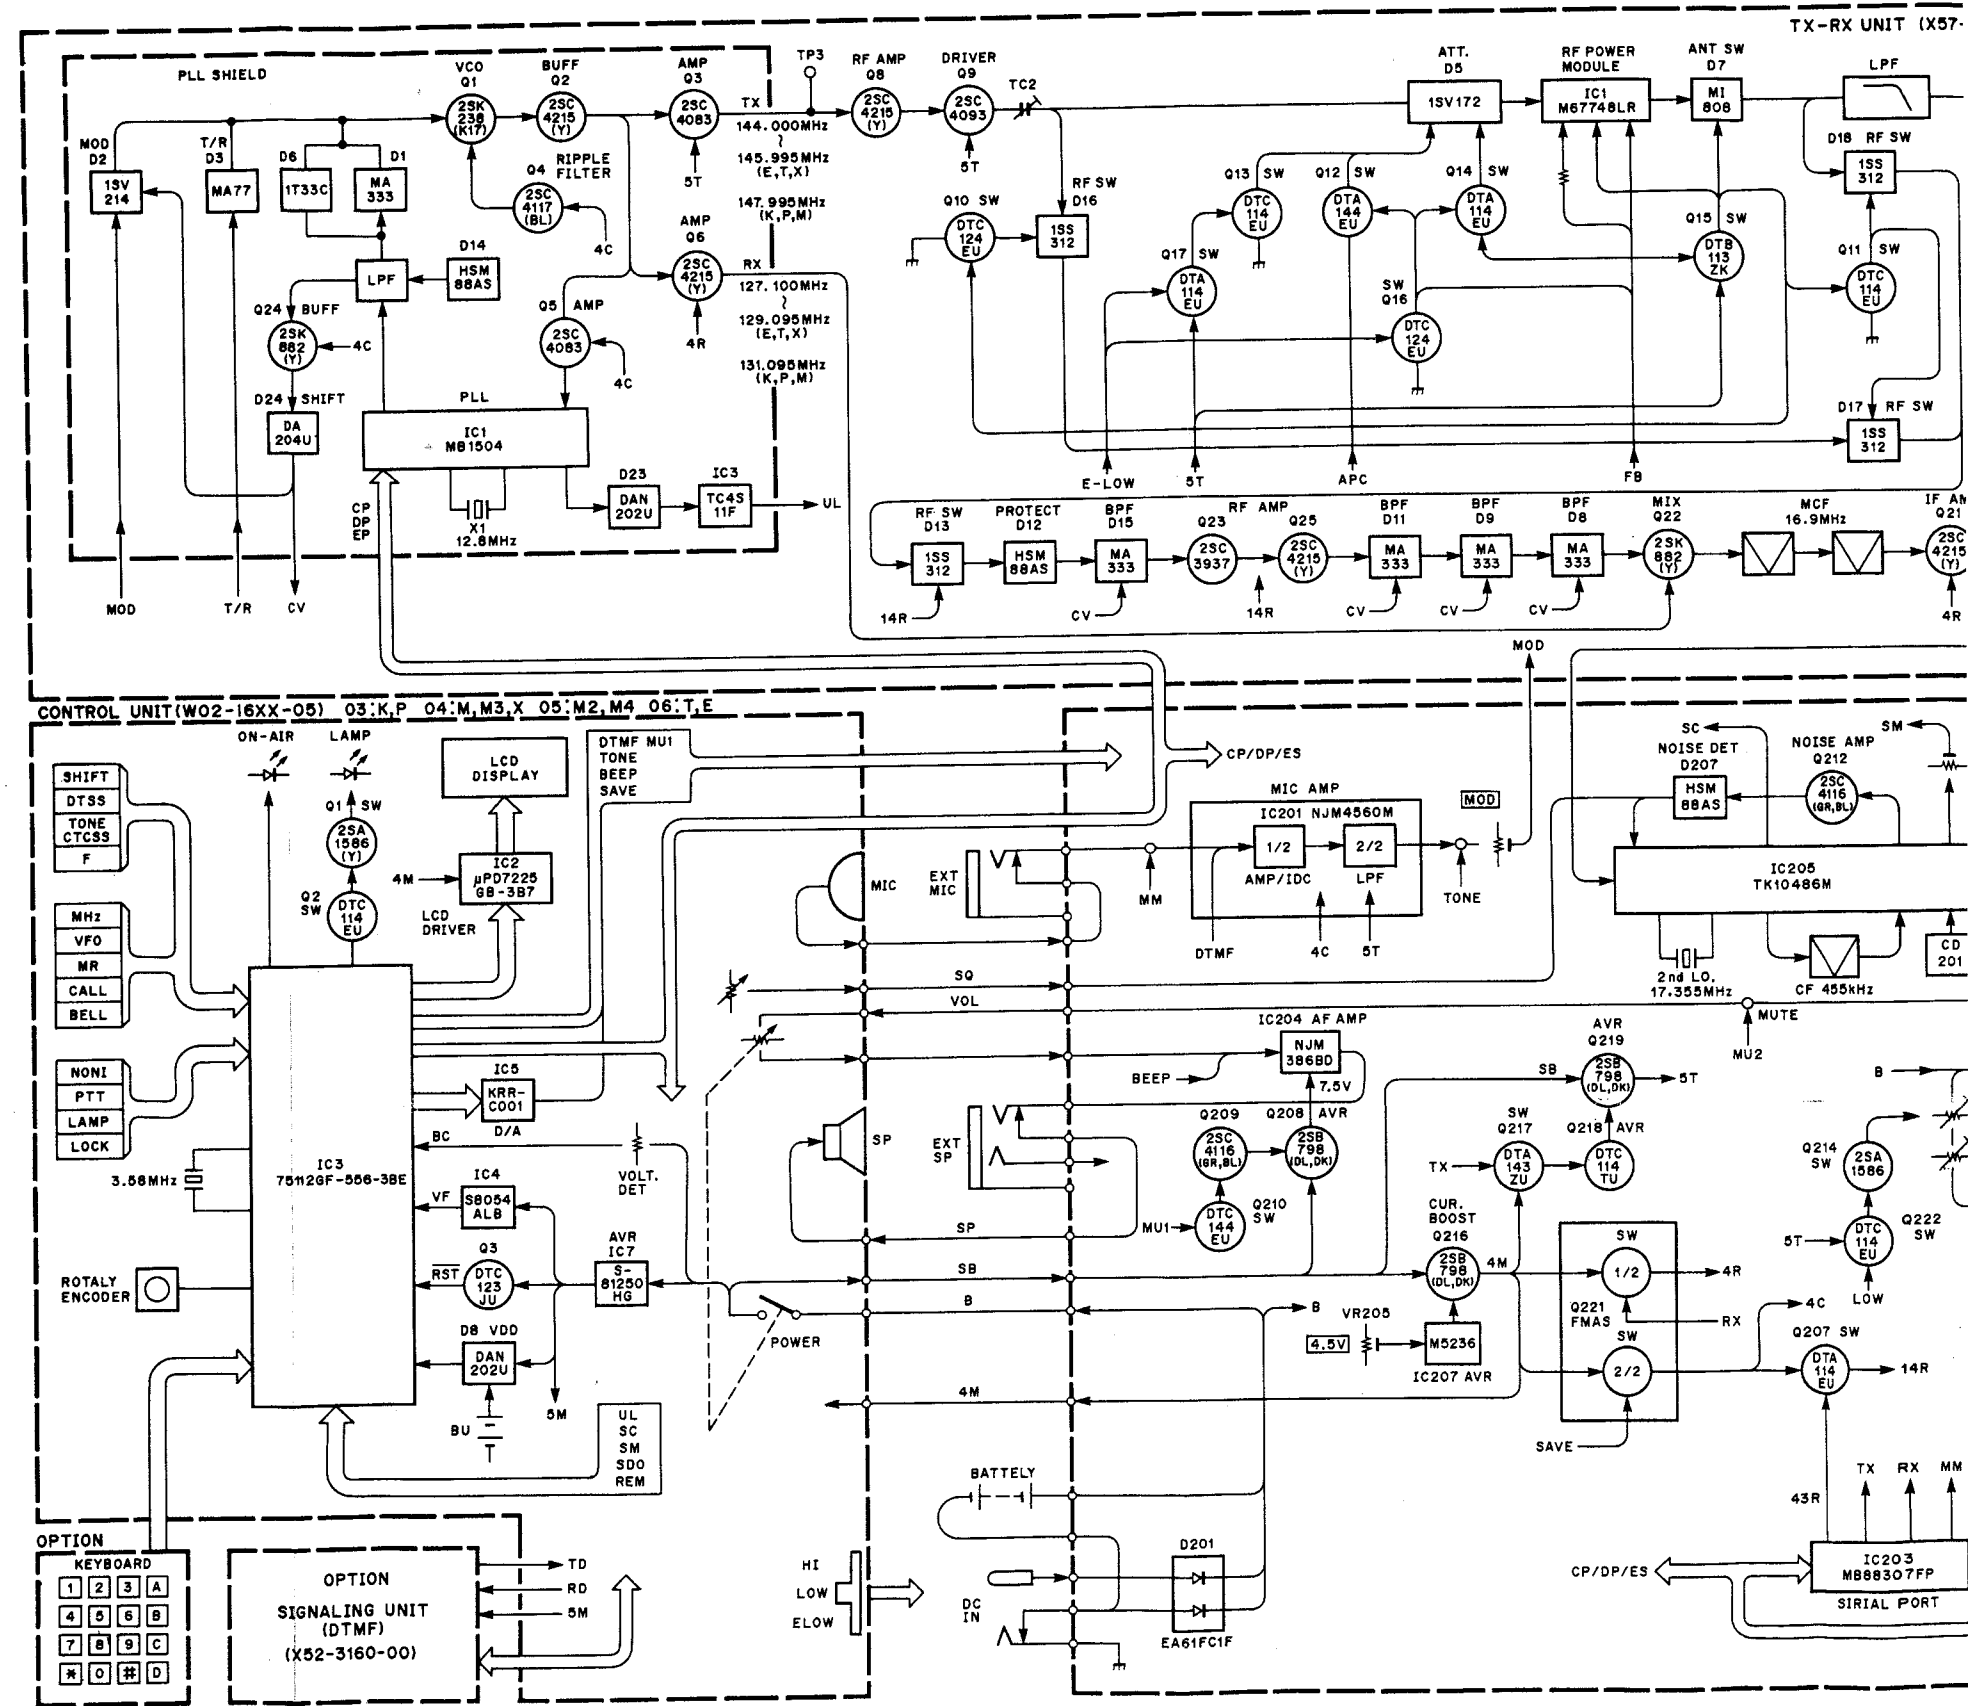 TX-RX UNIT (X57-
PLL SHIELD
VCO
Q1
2SK
238
(K17)
BUFF
Q2
2SC
4215
(Y)
AMP
Q3
2SC
4083
TX
144.000MHz
~
145.995MHz
(E,T,X)
147.995MHz
(K,P,M)
5T
TP3
RF AMP
Q8
2SC
4215
(Y)
DRIVER
Q9
2SC
4093
5T
TC2
ATT.
D5
1SV172
RF POWER
MODULE
IC1
M67748LR
ANT SW
D7
MI
808
LPF
D18 RF SW
1SS
312
MOD
D2
1SV
214
T/R
D3
MA77
D6
1T33C
D1
MA
333
Q4
RIPPLE
FILTER
2SC
4117
(BL)
4C
AMP
Q6
2SC
4215
(Y)
4R
RX
127.100MHz
~
129.095MHz
(E,T,X)
131.095MHz
(K,P,M)
D14
HSM
88AS
LPF
Q24 BUFF
2SK
882
(Y)
4C
Q5 AMP
2SC
4083
4C
D24 SHIFT
DA
204U
PLL
IC1
MB1504
X1
12.8MHz
CP
DP
EP
D23
DAN
202U
IC3
TC4S
11F
UL
MOD
T/R
CV
Q10 SW
DTC
124
EU
RF SW
D16
1SS
312
Q13 SW
DTC
114
EU
Q12 SW
DTA
144
EU
Q14 SW
DTA
114
EU
Q17 SW
DTA
114
EU
SW
Q16
DTC
124
EU
Q15 SW
DTB
113
ZK
Q11 SW
DTC
114
EU
D17 RF SW
1SS
312
E-LOW
5T
APC
FB
RF SW
D13
1SS
312
14R
PROTECT
D12
HSM
88AS
BPF
D15
MA
333
CV
RF AMP
Q23
2SC
3937
Q25
2SC
4215
(Y)
14R
BPF
D11
MA
333
CV
BPF
D9
MA
333
CV
BPF
D8
MA
333
CV
MIX
Q22
2SK
882
(Y)
MCF
16.9MHz
IF AM
Q21
2SC
4215
(Y)
4R
CONTROL UNIT(W02-16XX-05) 03:K,P 04:M,M3,X 05:M2,M4 06:T,E
SHIFT
DTSS
TONE
CTCSS
F
MHz
VFO
MR
CALL
BELL
NONI
PTT
LAMP
LOCK
ON-AIR
LAMP
Q1 SW
2SA
1586
(Y)
Q2
SW
DTC
114
EU
LCD
DISPLAY
IC2
μPD7225
GB-3B7
4M
LCD
DRIVER
DTMF MU1
TONE
BEEP
SAVE
CP/DP/ES
IC3
75112GF-556-3BE
3.58MHz
ROTALY
ENCODER
IC5
KRR-
C001
D/A
BC
VOLT.
DET
VF
IC4
S8054
ALB
RST
Q3
DTC
123
JU
AVR
IC7
S-
81250
HG
D8 VDD
DAN
202U
BU
5M
UL
SC
SM
SDO
REM
POWER
MIC
EXT
MIC
MM
MIC AMP
IC201 NJM4560M
1/2
2/2
AMP/IDC
LPF
DTMF
4C
5T
TONE
MOD
MOD
SQ
VOL
SP
EXT
SP
SP
SB
B
4M
IC204 AF AMP
NJM
386BD
BEEP
7.5V
Q209
2SC
4116
(GR,BL)
Q208 AVR
2SB
798
(DL,DK)
MU1
DTC
144
EU
Q210
SW
B
SC
NOISE DET
D207
HSM
88AS
NOISE AMP
Q212
2SC
4116
(GR,BL)
SM
IC205
TK10486M
2nd LO.
17.355MHz
CF 455kHz
CD
201
MUTE
MU2
AVR
Q219
2SB
798
(DL,DK)
SB
5T
SW
Q217
DTA
143
ZU
TX
Q218 AVR
DTC
114
TU
CUR.
BOOST
Q216
2SB
798
(DL,DK)
4M
VR205
4.5V
M5236
IC207 AVR
SW
1/2
Q221
FMAS
SW
2/2
SAVE
4R
RX
4C
B
Q214
SW
2SA
1586
5T
DTC
114
EU
Q222
SW
LOW
Q207 SW
DTA
114
EU
14R
43R
TX
RX
MM
CP/DP/ES
IC203
MB88307FP
SIRIAL PORT
OPTION
KEYBOARD
1 2 3 A
4 5 6 B
7 8 9 C
* 0 # D
OPTION
SIGNALING UNIT
(DTMF)
(X52-3160-00)
TD
RD
5M
HI
LOW
ELOW
BATTELY
DC
IN
D201
EA61FC1F